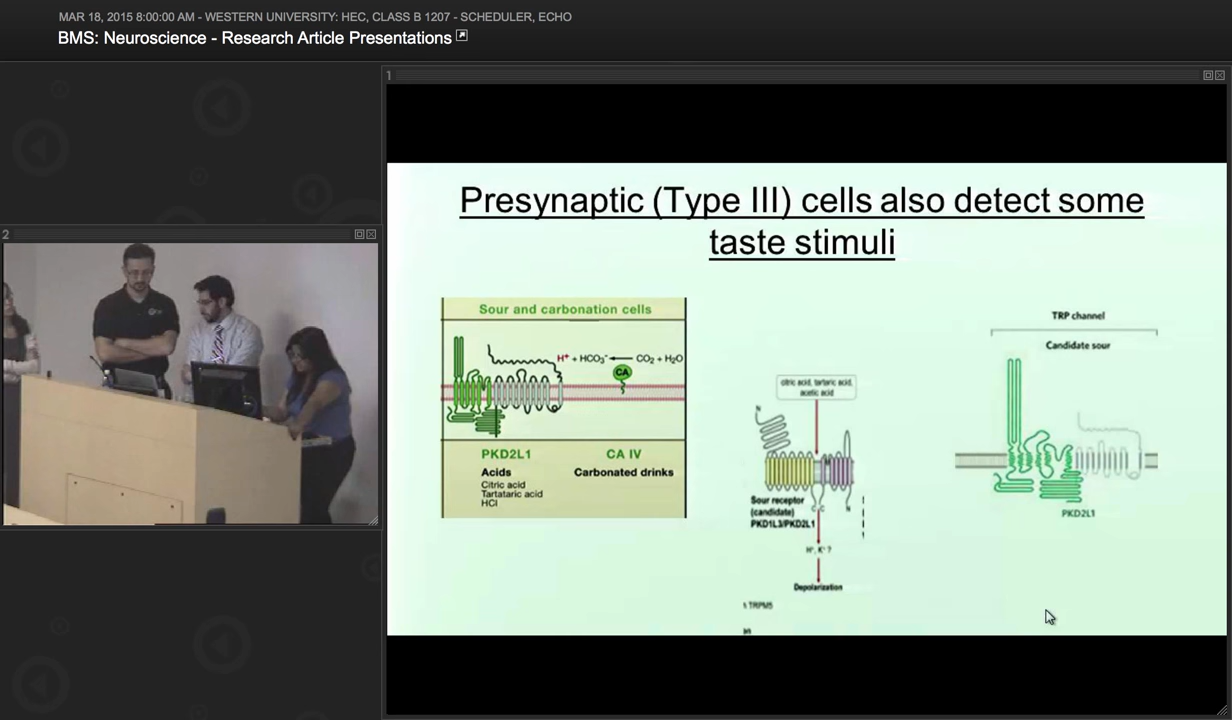 MAR 18, 2015 8:00:00 AM - WESTERN UNIVERSITY: HEC, CLASS B 1207 - SCHEDULER, ECHO
BMS: Neuroscience - Research Article Presentations
1
2
Presynaptic (Type III) cells also detect some
taste stimuli
Sour and carbonation cells
H⁺ + HCO₃⁻ ← CO₂ + H₂O
CA
PKD2L1
CA IV
Acids
Carbonated drinks
Citric acid
Tartataric acid
HCl
citric acid, tartaric acid,
acetic acid
N
C C N
Sour receptor
(candidate)
PKD1L3/PKD2L1
H⁺, K⁺ ?
Depolarization
TRPM5
TRP channel
Candidate sour
PKD2L1